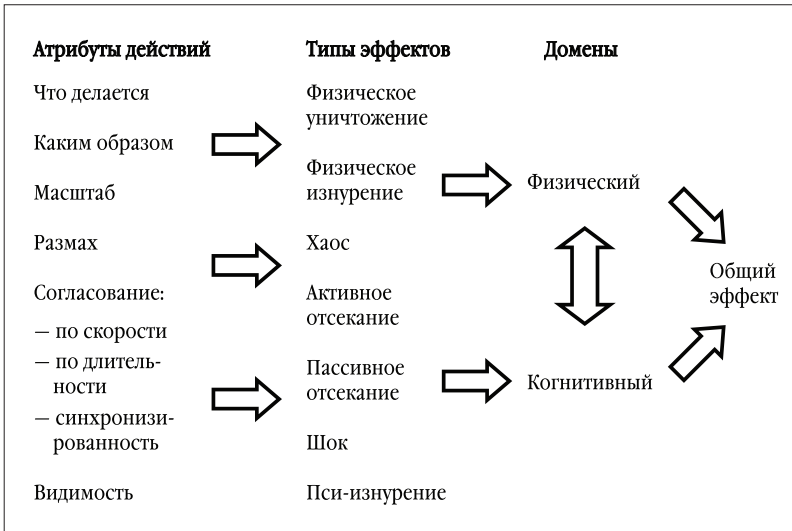 Атрибуты действий
Что делается
Каким образом
Масштаб
Размах
Согласование:
— по скорости
— по длитель-
ности
— синхронизи-
рованность
Видимость
Типы эффектов
Физическое
уничтожение
Физическое
изнурение
Хаос
Активное
отсекание
Пассивное
отсекание
Шок
Пси-изнурение
Домены
Физический
Когнитивный
Общий
эффект